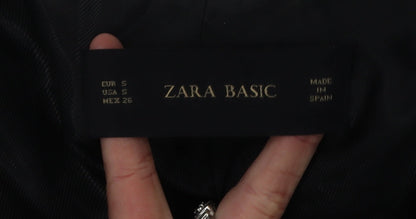 EUR S
USA S
MEX 26
ZARA BASIC
MADE
IN
SPAIN